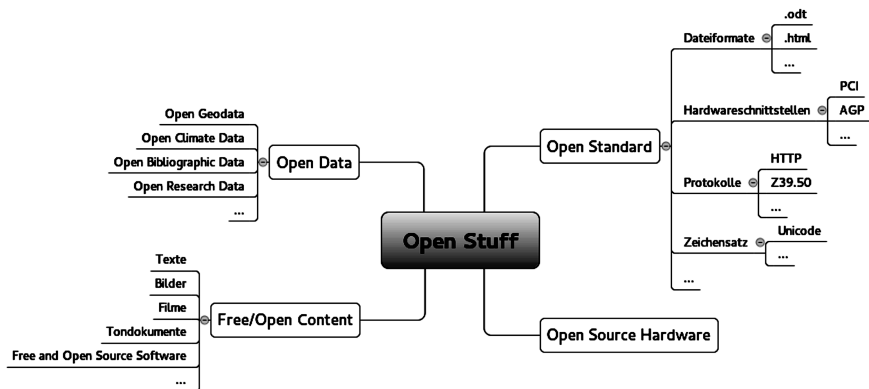 Open Stuff
Open Data
Open Geodata
Open Climate Data
Open Bibliographic Data
Open Research Data
...
Free/Open Content
Texte
Bilder
Filme
Tondokumente
Free and Open Source Software
...
Open Standard
Dateiformate
.odt
.html
...
Hardwareschnittstellen
PCI
AGP
...
Protokolle
HTTP
Z39.50
...
Zeichensatz
Unicode
...
...
Open Source Hardware